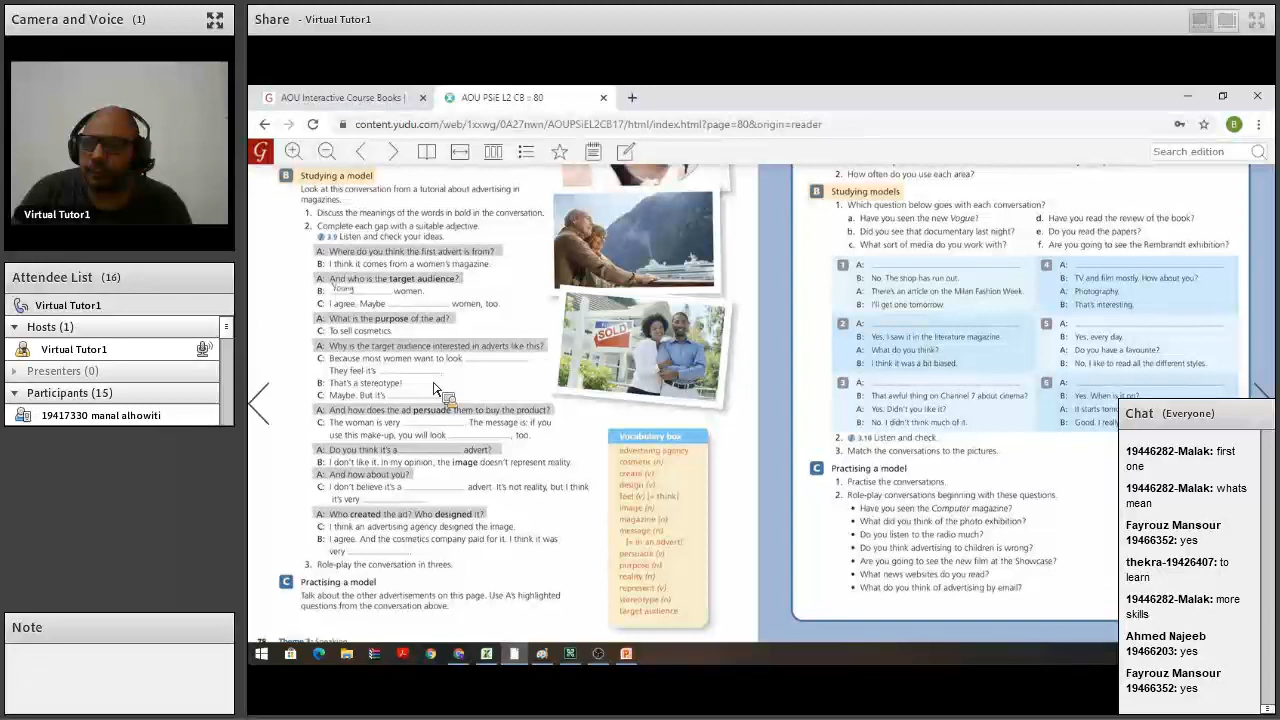 Camera and Voice (1)
Virtual Tutor1
Attendee List (16)
Virtual Tutor1
Hosts (1)
Virtual Tutor1
Presenters (0)
Participants (15)
19417330 manal alhowiti
Note
Share - Virtual Tutor1
AOU Interactive Course Books |
AOU PSiE L2 CB :: 80
content.yudu.com/web/1xxwg/0A27nwn/AOUPSiEL2CB17/html/index.html?page=80&origin=reader
B
Search edition
B Studying a model
Look at this conversation from a tutorial about advertising in
magazines.
1. Discuss the meanings of the words in bold in the conversation.
2. Complete each gap with a suitable adjective.
3.9 Listen and check your ideas.
A: Where do you think the first advert is from?
B: I think it comes from a women's magazine.
A: And who is the target audience?
B: Young women.
C: I agree. Maybe ____________ women, too.
A: What is the purpose of the ad?
C: To sell cosmetics.
A: Why is the target audience interested in adverts like this?
C: Because most women want to look ____________.
They feel it's ____________.
B: That's a stereotype!
C: Maybe. But it's
A: And how does the ad persuade them to buy the product?
C: The woman is very ____________. The message is: if you
use this make-up, you will look ____________, too.
A: Do you think it's a ____________ advert?
B: I don't like it. In my opinion, the image doesn't represent reality.
A: And how about you?
C: I don't believe it's a ____________ advert. It's not reality, but I think
it's very ____________.
A: Who created the ad? Who designed it?
C: I think an advertising agency designed the image.
B: I agree. And the cosmetics company paid for it. I think it was
very ____________.
3. Role-play the conversation in threes.
C Practising a model
Talk about the other advertisements on this page. Use A's highlighted
questions from the conversation above.
78 Theme 3: Speaking
SOLD
Vocabulary box
advertising agency
cosmetic (n)
create (v)
design (v)
feel (v) [= think]
image (n)
magazine (n)
message (n)
[= in an advert]
persuade (v)
purpose (n)
reality (n)
represent (v)
stereotype (n)
target audience
2. How often do you use each area?
B Studying models
1. Which question below goes with each conversation?
a. Have you seen the new Vogue?
d. Have you read the review of the book?
b. Did you see that documentary last night?
e. Do you read the papers?
c. What sort of media do you work with?
f. Are you going to see the Rembrandt exhibition?
1 A:
B: No. The shop has run out.
A: There's an article on the Milan Fashion Week.
B: I'll get one tomorrow.
4 A:
B: TV and film mostly. How about you?
A: Photography.
B: That's interesting.
2 A:
B: Yes, I saw it in the literature magazine.
A: What do you think?
B: I think it was a bit biased.
5 A:
B: Yes, every day.
A: Do you have a favourite?
B: No, I like to read all the different styles.
3 A:
B: That awful thing on Channel 7 about cinema?
A: Yes. Didn't you like it?
B: No. I didn't think much of it.
6 A:
B: Yes. When is
A: It starts
B: Good. I
2. 3.10 Listen and check.
3. Match the conversations to the pictures.
C Practising a model
1. Practise the conversations.
2. Role-play conversations beginning with these questions.
• Have you seen the Computer magazine?
• What did you think of the photo exhibition?
• Do you listen to the radio much?
• Do you think advertising to children is wrong?
• Are you going to see the new film at the Showcase?
• What news websites do you read?
• What do you think of advertising by email?
Chat (Everyone)
19446282-Malak: first
one
19446282-Malak: whats
mean
Fayrouz Mansour
19466352: yes
thekra-19426407: to
learn
19446282-Malak: more
skills
Ahmed Najeeb
19466203: yes
Fayrouz Mansour
19466352: yes